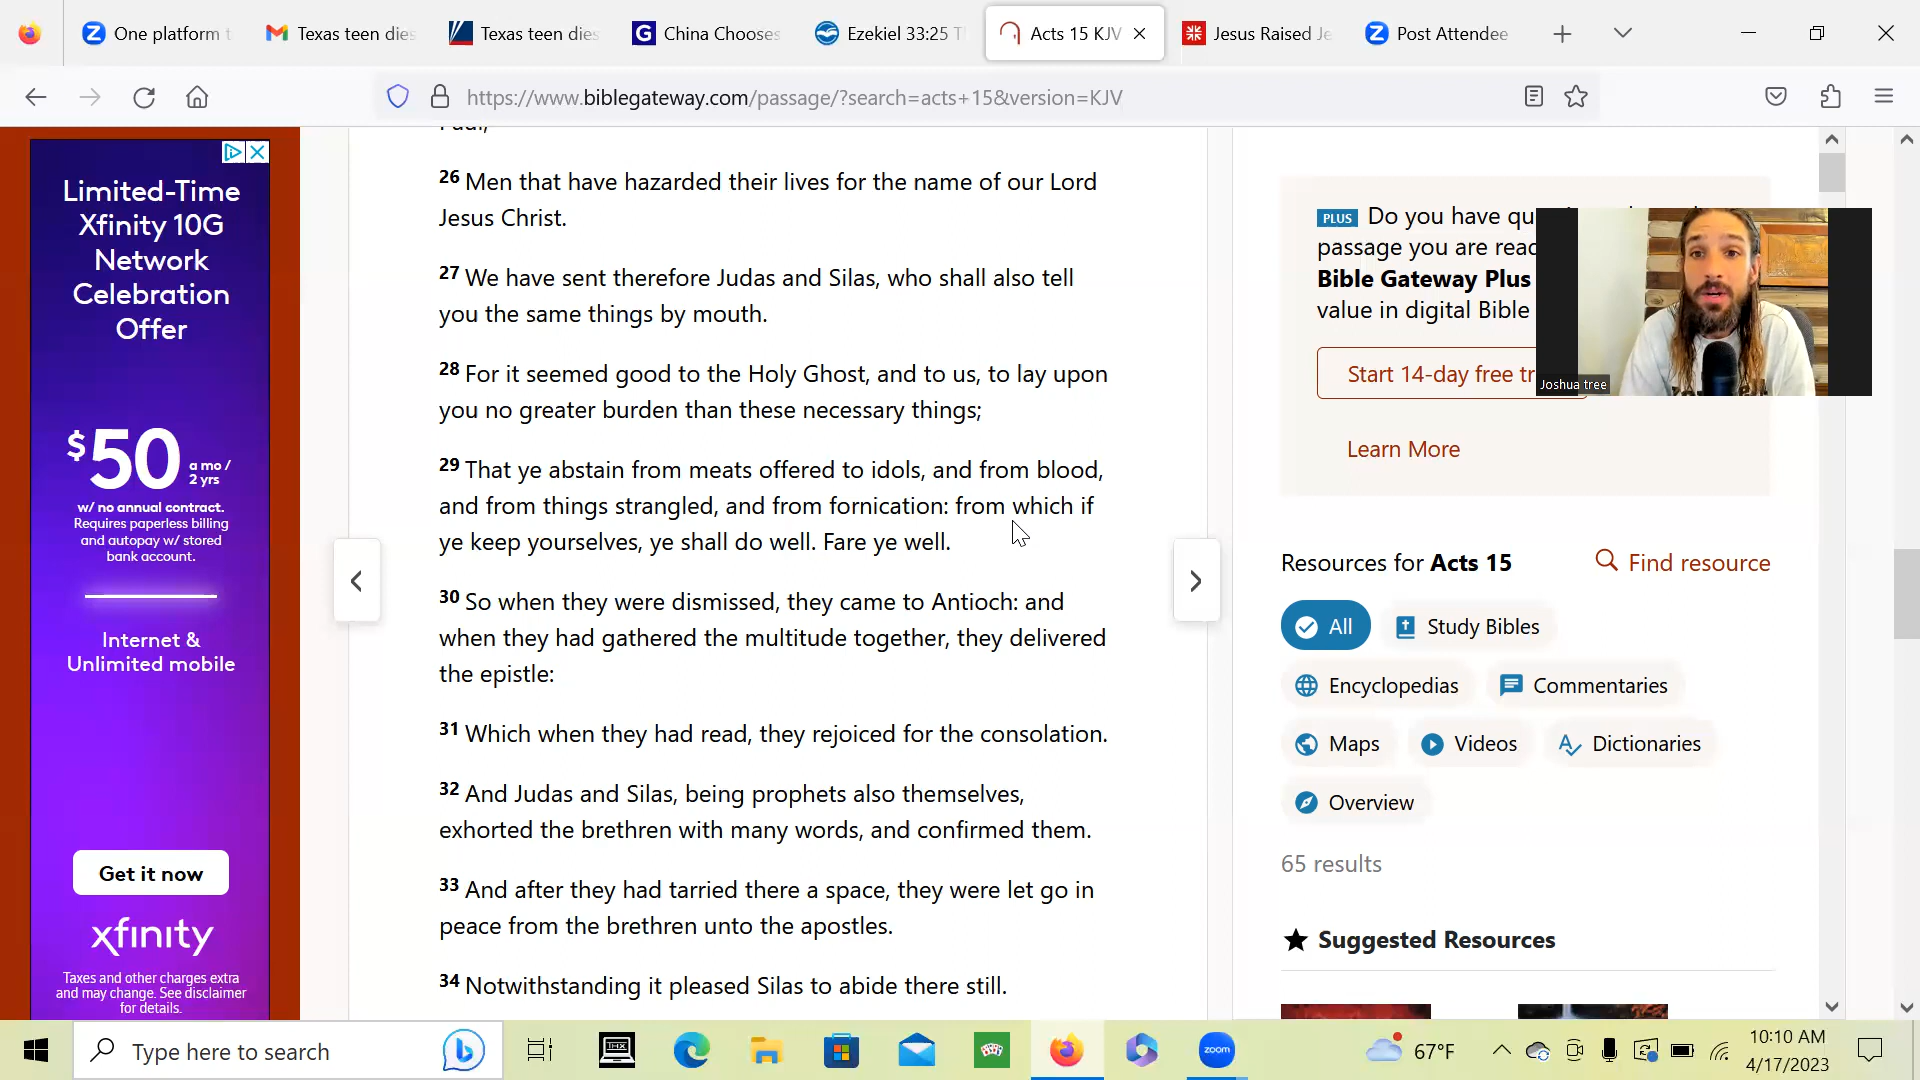 One platform t
Texas teen dies
Texas teen dies
China Chooses
Ezekiel 33:25 T
Acts 15 KJV
Jesus Raised Je
Post Attendee
https://www.biblegateway.com/passage/?search=acts+15&version=KJV
Limited-Time
Xfinity 10G
Network
Celebration
Offer
$50 a mo /
2 yrs
w/ no annual contract.
Requires paperless billing
and autopay w/ stored
bank account.
Internet &
Unlimited mobile
Get it now
xfinity
Taxes and other charges extra
and may change. See disclaimer
for details.
Paul,
26 Men that have hazarded their lives for the name of our Lord
Jesus Christ.
27 We have sent therefore Judas and Silas, who shall also tell
you the same things by mouth.
28 For it seemed good to the Holy Ghost, and to us, to lay upon
you no greater burden than these necessary things;
29 That ye abstain from meats offered to idols, and from blood,
and from things strangled, and from fornication: from which if
ye keep yourselves, ye shall do well. Fare ye well.
30 So when they were dismissed, they came to Antioch: and
when they had gathered the multitude together, they delivered
the epistle:
31 Which when they had read, they rejoiced for the consolation.
32 And Judas and Silas, being prophets also themselves,
exhorted the brethren with many words, and confirmed them.
33 And after they had tarried there a space, they were let go in
peace from the brethren unto the apostles.
34 Notwithstanding it pleased Silas to abide there still.
PLUS Do you have qu
passage you are reac
Bible Gateway Plus
value in digital Bible
Start 14-day free tr
Learn More
Joshua tree
Resources for Acts 15
Find resource
All
Study Bibles
Encyclopedias
Commentaries
Maps
Videos
Dictionaries
Overview
65 results
Suggested Resources
Type here to search
THX
zoom
67°F
10:10 AM
4/17/2023